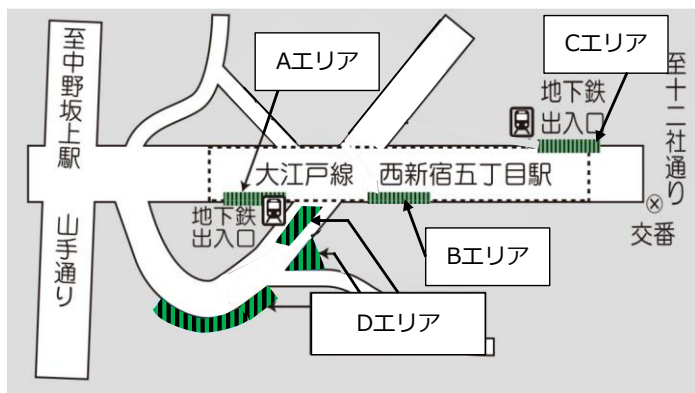 至中野坂上駅
山手通り
Aエリア
Cエリア
地下鉄
出入口
至十二社通り
大江戸線 西新宿五丁目駅
地下鉄
出入口
交番
Bエリア
Dエリア